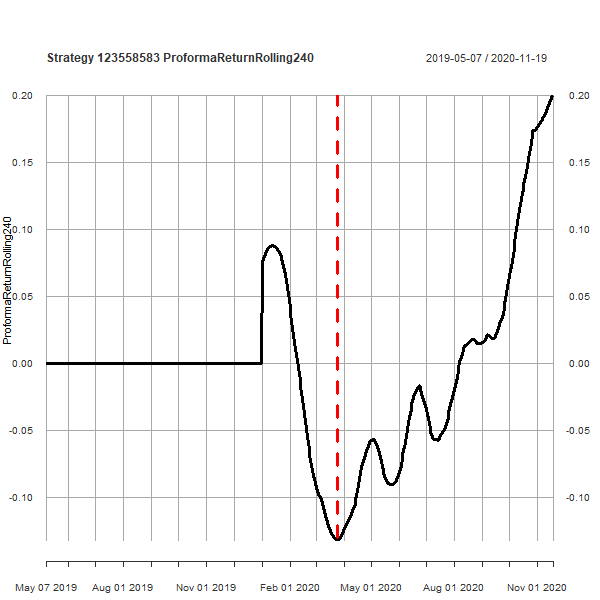 Strategy 123558583 ProformaReturnRolling240 2019-05-07 / 2020-11-19
ProformaReturnRolling240
0.20 0.20
0.15 0.15
0.10 0.10
0.05 0.05
0.00 0.00
-0.05 -0.05
-0.10 -0.10
May 07 2019 Aug 01 2019 Nov 01 2019 Feb 01 2020 May 01 2020 Aug 01 2020 Nov 01 2020